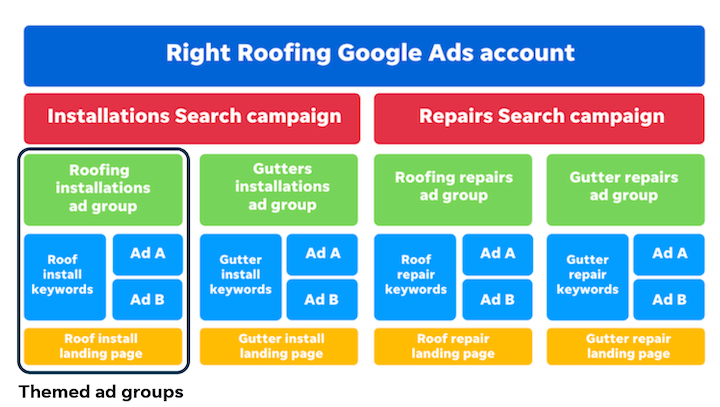 Right Roofing Google Ads account
Installations Search campaign
Repairs Search campaign
Roofing
installations
ad group
Gutters
installations
ad group
Roofing repairs
ad group
Gutter repairs
ad group
Roof
install
keywords
Ad A
Ad B
Gutter
install
keywords
Ad A
Ad B
Roof
repair
keywords
Ad A
Ad B
Gutter
repair
keywords
Ad A
Ad B
Roof install
landing page
Gutter install
landing page
Roof repair
landing page
Gutter repair
landing page
Themed ad groups